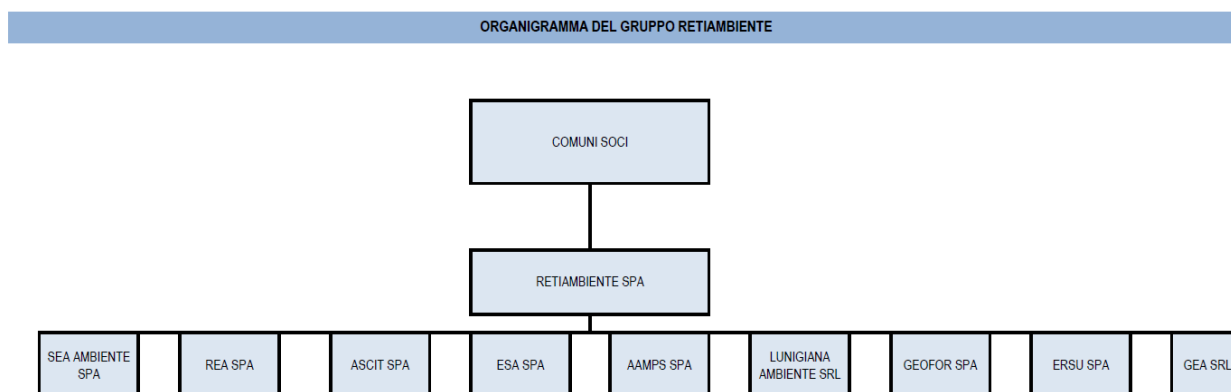 ORGANIGRAMMA DEL GRUPPO RETIAMBIENTE
COMUNI SOCI
RETIAMBIENTE SPA
SEA AMBIENTE
SPA
REA SPA
ASCIT SPA
ESA SPA
AAMPS SPA
LUNIGIANA
AMBIENTE SRL
GEOFOR SPA
ERSU SPA
GEA SRL